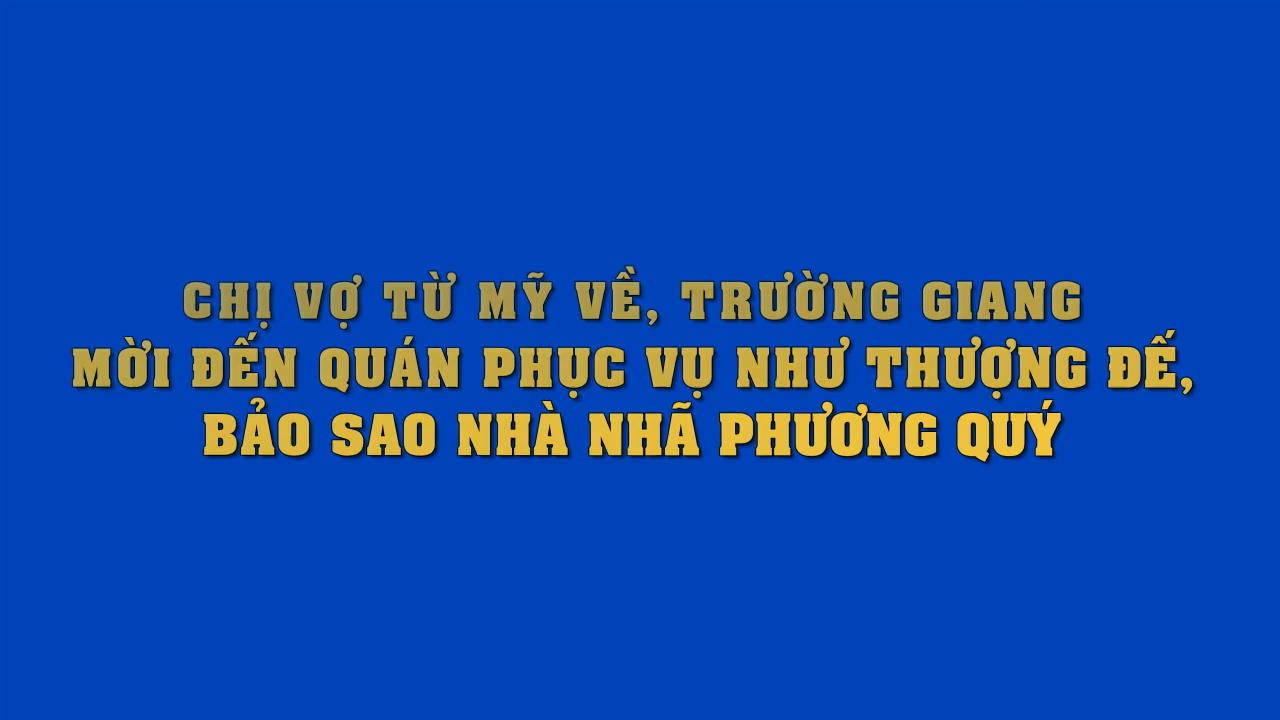 CHỊ VỢ TỪ MỸ VỀ, TRƯỜNG GIANG
MỜI ĐẾN QUÁN PHỤC VỤ NHƯ THƯỢNG ĐẾ,
BẢO SAO NHÀ NHÃ PHƯƠNG QUÝ